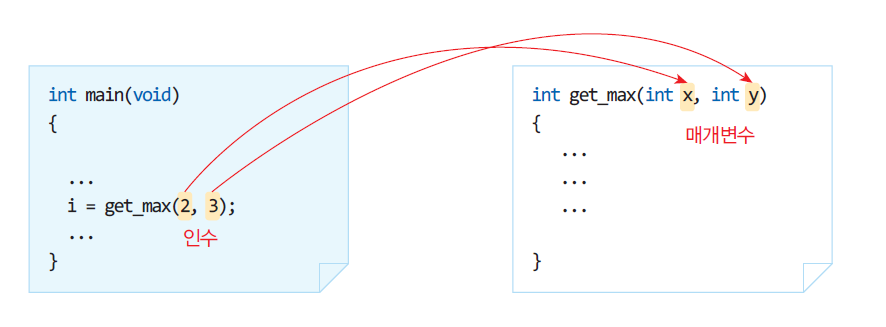 int main(void)
{
...
i = get_max(2, 3);
인수
...
}
int get_max(int x, int y)
매개변수
{
...
...
...
}